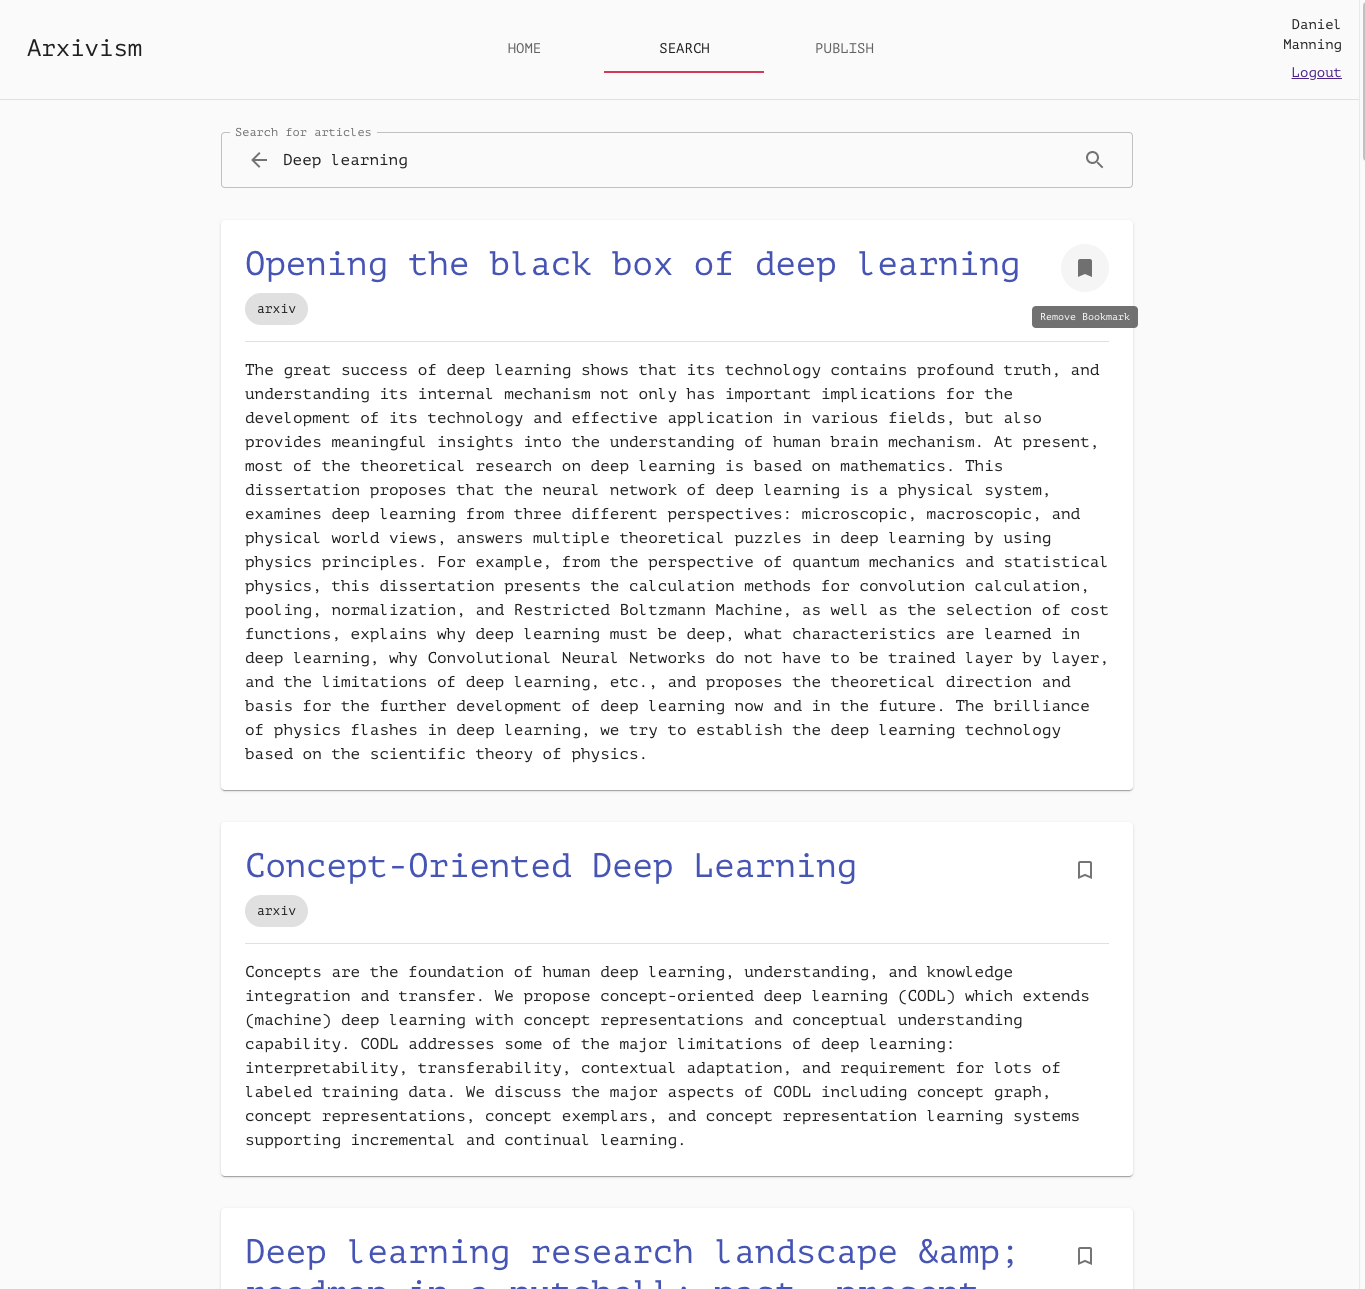 Arxivism
HOME
SEARCH
PUBLISH
Daniel
Manning
Logout
Search for articles
Deep learning
Opening the black box of deep learning
arxiv
Remove Bookmark
The great success of deep learning shows that its technology contains profound truth, and
understanding its internal mechanism not only has important implications for the
development of its technology and effective application in various fields, but also
provides meaningful insights into the understanding of human brain mechanism. At present,
most of the theoretical research on deep learning is based on mathematics. This
dissertation proposes that the neural network of deep learning is a physical system,
examines deep learning from three different perspectives: microscopic, macroscopic, and
physical world views, answers multiple theoretical puzzles in deep learning by using
physics principles. For example, from the perspective of quantum mechanics and statistical
physics, this dissertation presents the calculation methods for convolution calculation,
pooling, normalization, and Restricted Boltzmann Machine, as well as the selection of cost
functions, explains why deep learning must be deep, what characteristics are learned in
deep learning, why Convolutional Neural Networks do not have to be trained layer by layer,
and the limitations of deep learning, etc., and proposes the theoretical direction and
basis for the further development of deep learning now and in the future. The brilliance
of physics flashes in deep learning, we try to establish the deep learning technology
based on the scientific theory of physics.
Concept-Oriented Deep Learning
arxiv
Concepts are the foundation of human deep learning, understanding, and knowledge
integration and transfer. We propose concept-oriented deep learning (CODL) which extends
(machine) deep learning with concept representations and conceptual understanding
capability. CODL addresses some of the major limitations of deep learning:
interpretability, transferability, contextual adaptation, and requirement for lots of
labeled training data. We discuss the major aspects of CODL including concept graph,
concept representations, concept exemplars, and concept representation learning systems
supporting incremental and continual learning.
Deep learning research landscape &amp;amp;
roadmap in a nutshell: past, present